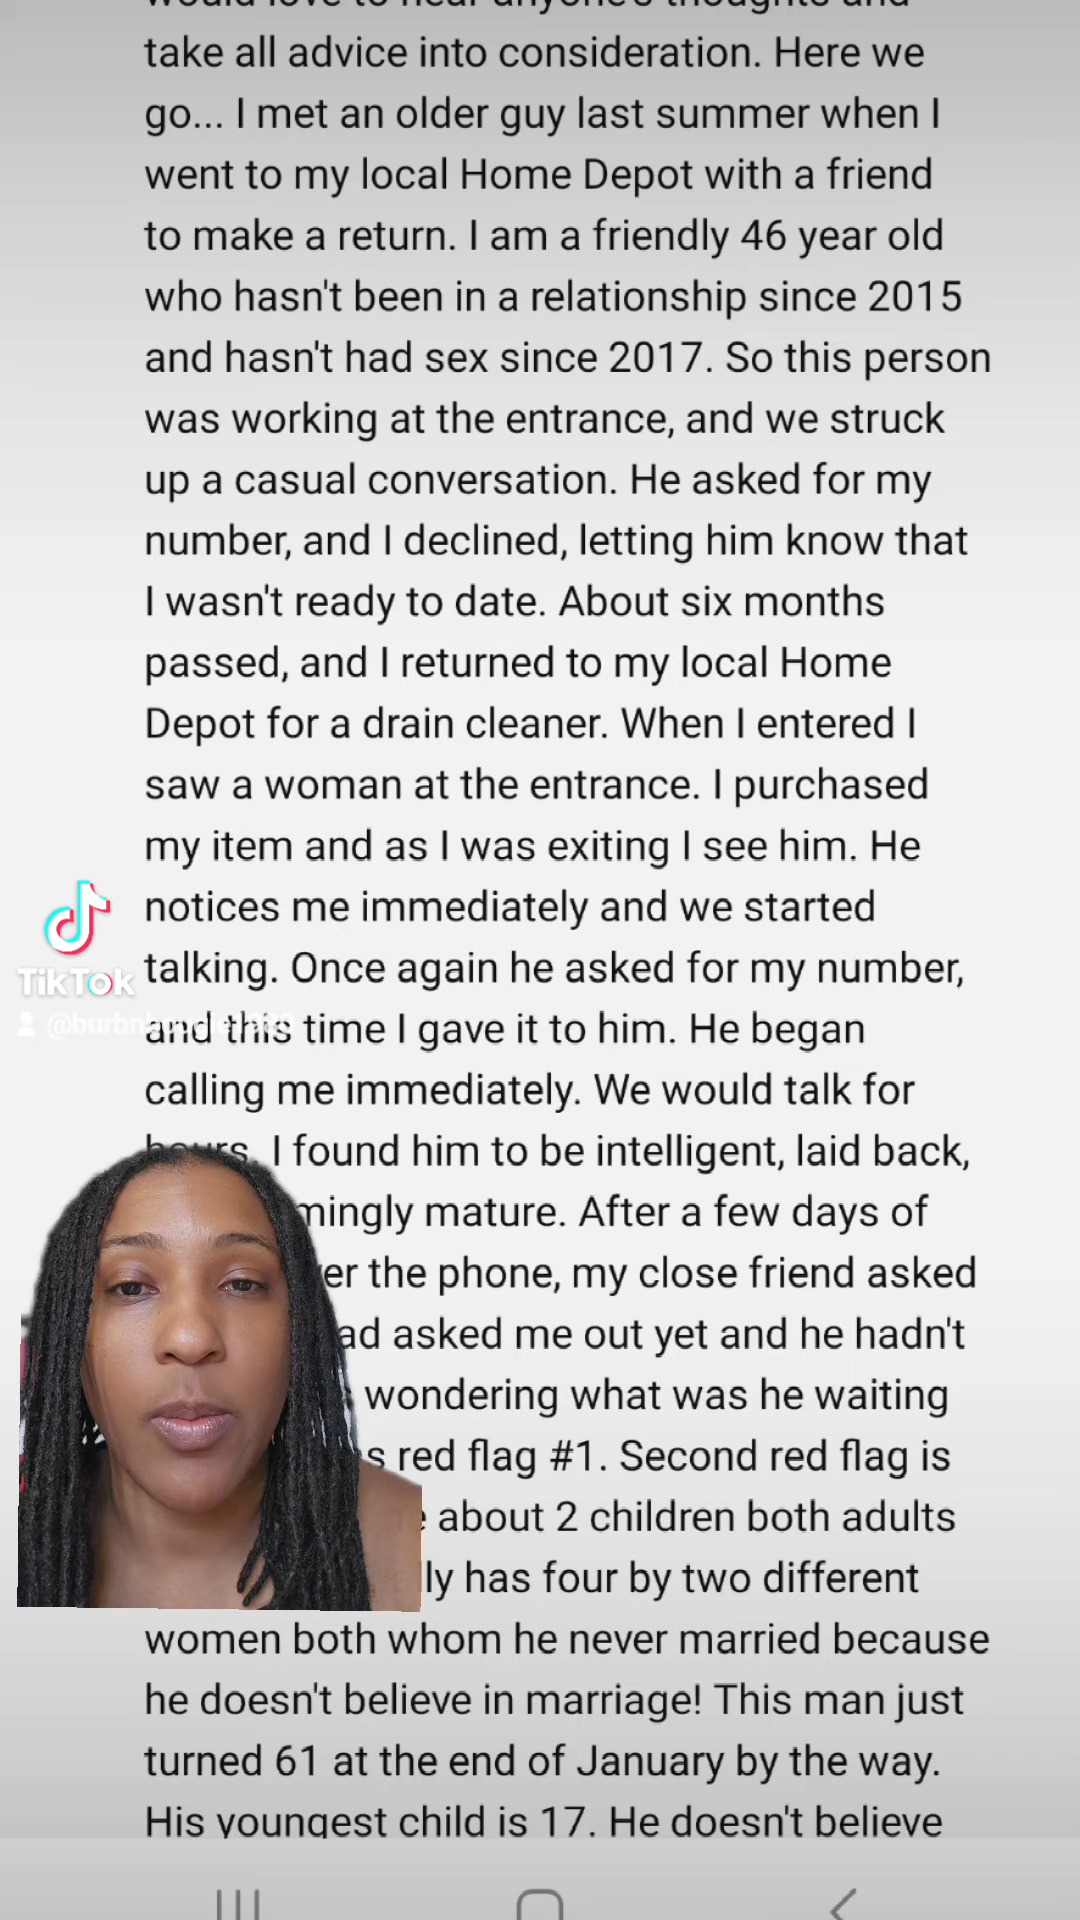 would love to hear anyone's thoughts and
take all advice into consideration. Here we
go... I met an older guy last summer when I
went to my local Home Depot with a friend
to make a return. I am a friendly 46 year old
who hasn't been in a relationship since 2015
and hasn't had sex since 2017. So this person
was working at the entrance, and we struck
up a casual conversation. He asked for my
number, and I declined, letting him know that
I wasn't ready to date. About six months
passed, and I returned to my local Home
Depot for a drain cleaner. When I entered I
saw a woman at the entrance. I purchased
my item and as I was exiting I see him. He
notices me immediately and we started
talking. Once again he asked for my number,
and this time I gave it to him. He began
calling me immediately. We would talk for
hours. I found him to be intelligent, laid back,
mingly mature. After a few days of
er the phone, my close friend asked
ad asked me out yet and he hadn't
wondering what was he waiting
s red flag #1. Second red flag is
e about 2 children both adults
lly has four by two different
women both whom he never married because
he doesn't believe in marriage! This man just
turned 61 at the end of January by the way.
His youngest child is 17. He doesn't believe
TikTok